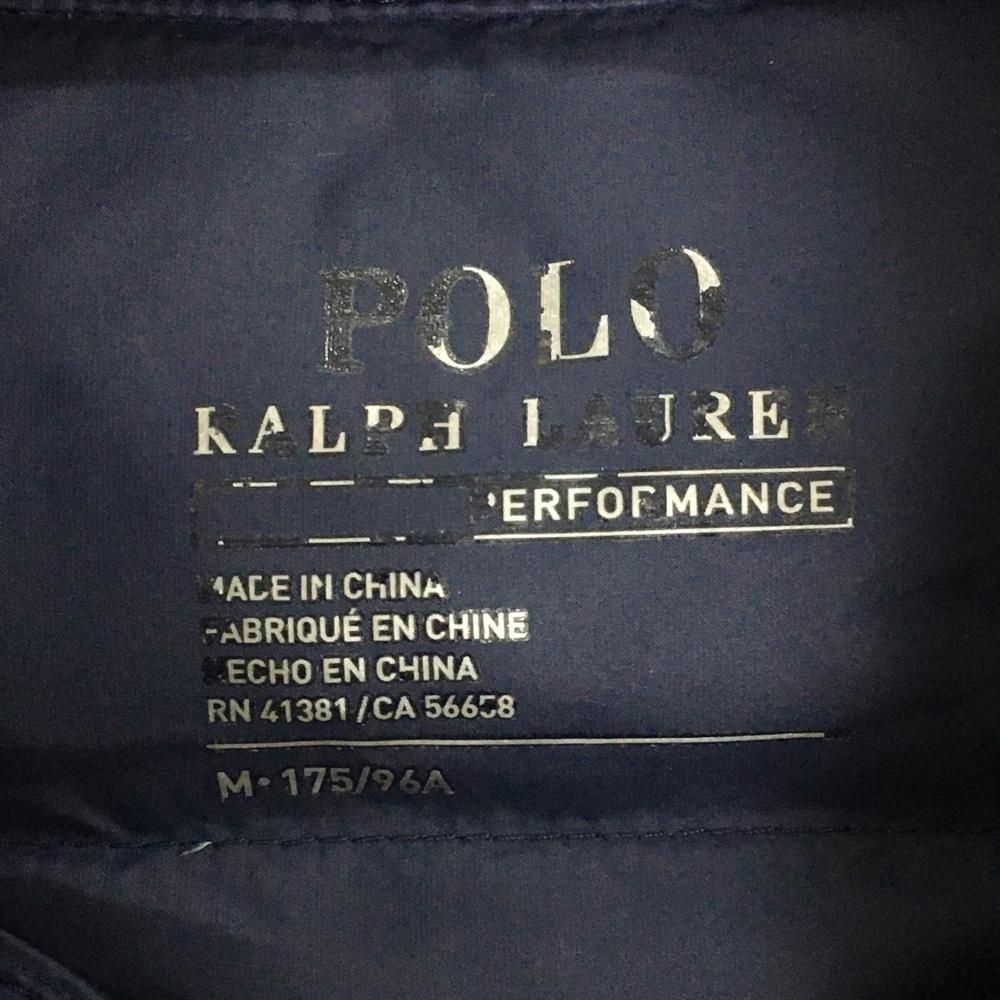 POLO
RALPH LAUREN
PERFORMANCE
MADE IN CHINA
FABRIQUÉ EN CHINE
HECHO EN CHINA
RN 41381 / CA 56658
M• 175/96A